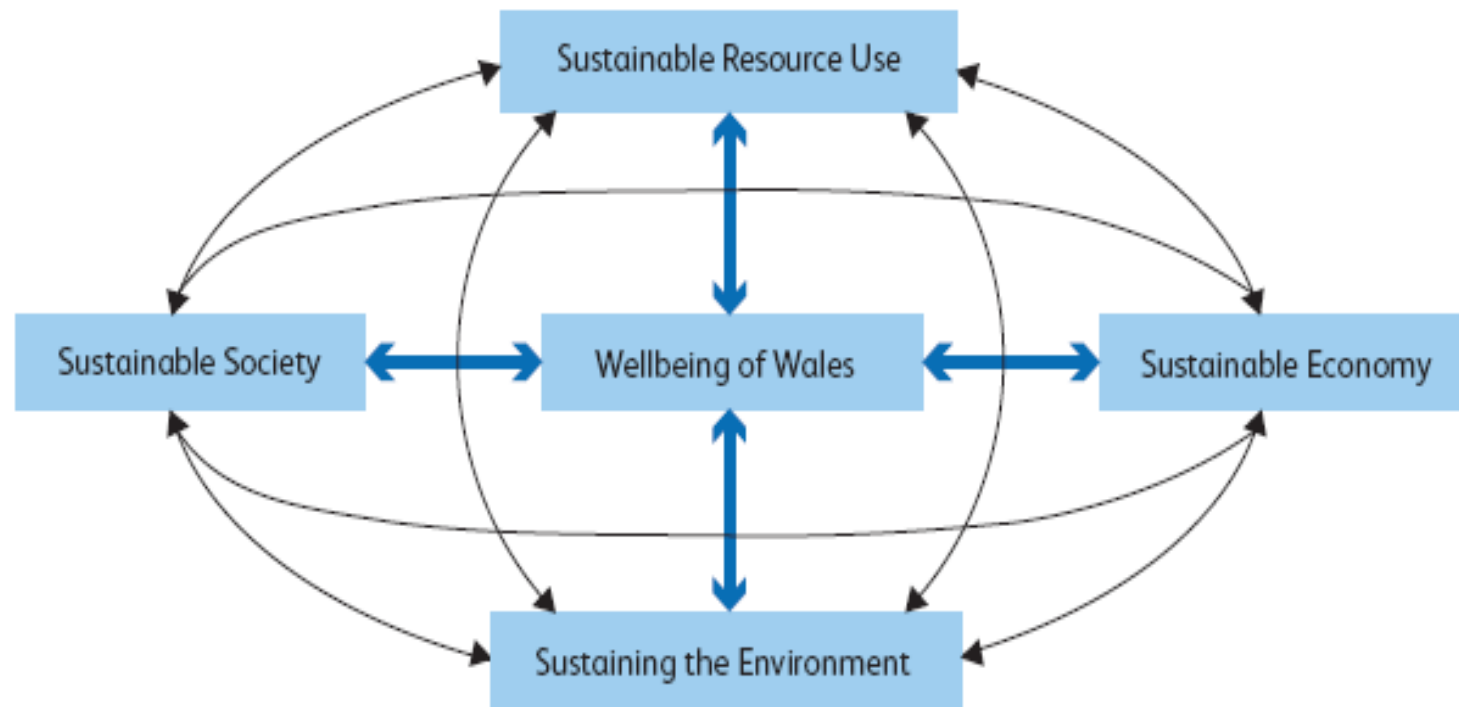 Sustainable Resource Use
Sustainable Society
Wellbeing of Wales
Sustainable Economy
Sustaining the Environment